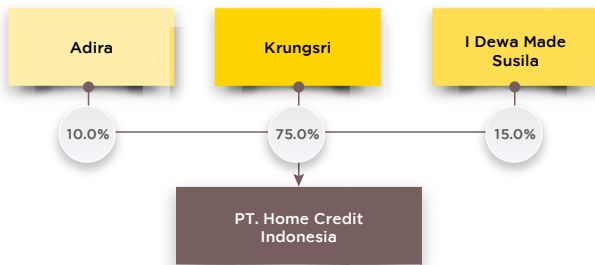 Adira
Krungsri
I Dewa Made
Susila
10.0%
75.0%
15.0%
PT. Home Credit
Indonesia